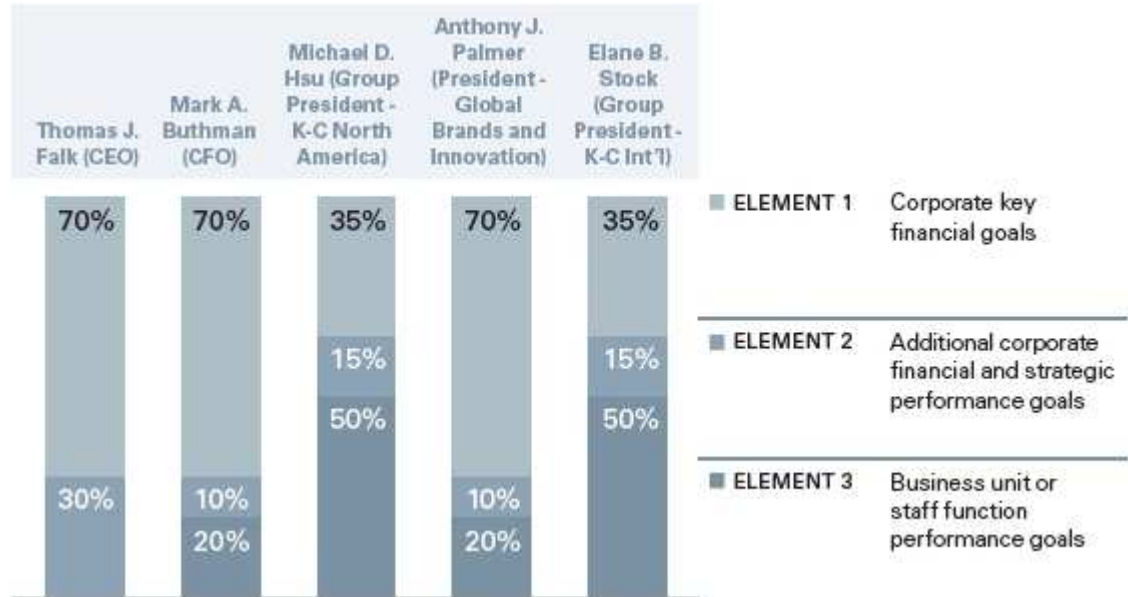 Thomas J.
Falk (CEO)
Mark A.
Buthman
(CFO)
Michael D.
Hsu (Group
President -
K-C North
America)
Anthony J.
Palmer
(President -
Global
Brands and
Innovation)
Elane B.
Stock
(Group
President -
K-C Int'l)
70%
70%
35%
70%
35%
15%
15%
50%
50%
30%
10%
10%
20%
20%
ELEMENT 1
Corporate key
financial goals
ELEMENT 2
Additional corporate
financial and strategic
performance goals
ELEMENT 3
Business unit or
staff function
performance goals